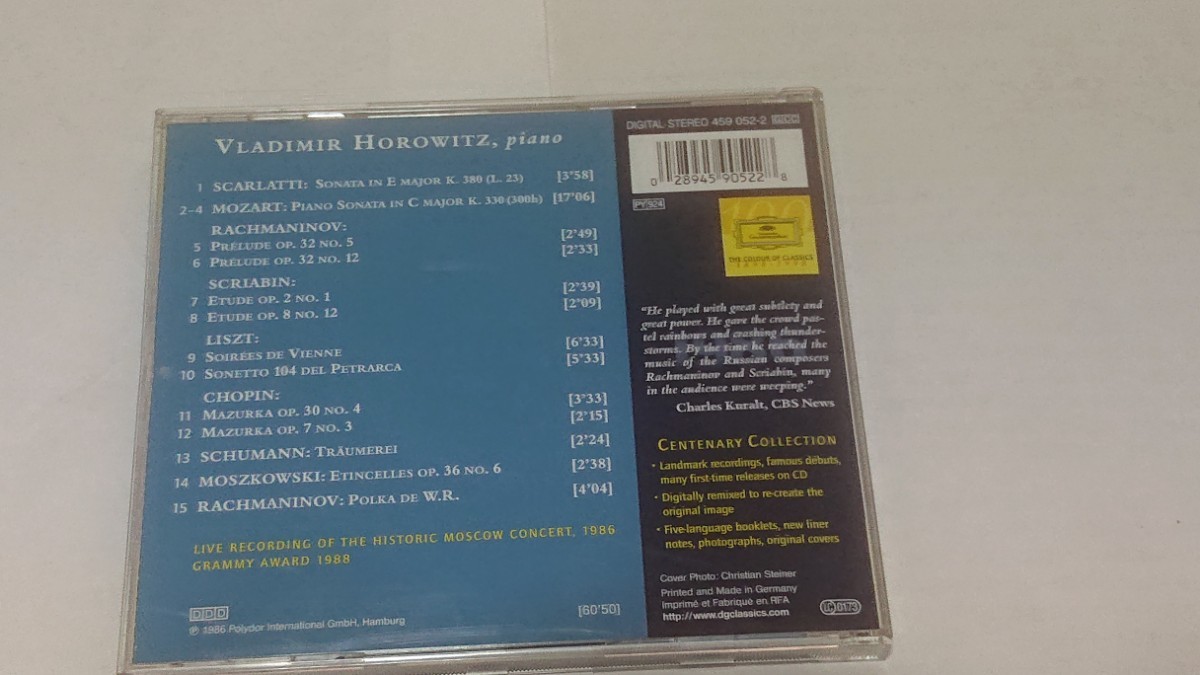 VLADIMIR HOROWITZ, piano
1 SCARLATTI: SONATA IN E MAJOR K. 380 (L. 23) [3'58]
2-4 MOZART: PIANO SONATA IN C MAJOR K. 330 (300h) [17'06]
RACHMANINOV:
5 PRÉLUDE OP. 32 NO. 5 [2'49]
6 PRÉLUDE OP. 32 NO. 12 [2'33]
SCRIABIN:
7 ETUDE OP. 2 NO. 1 [2'39]
8 ETUDE OP. 8 NO. 12 [2'09]
LISZT:
9 SOIRÉES DE VIENNE [6'33]
10 SONETTO 104 DEL PETRARCA [5'33]
CHOPIN:
11 MAZURKA OP. 30 NO. 4 [3'33]
12 MAZURKA OP. 7 NO. 3 [2'15]
13 SCHUMANN: TRÄUMEREI [2'24]
14 MOSZKOWSKI: ETINCELLES OP. 36 NO. 6 [2'38]
15 RACHMANINOV: POLKA DE W.R. [4'04]
LIVE RECORDING OF THE HISTORIC MOSCOW CONCERT, 1986
GRAMMY AWARD 1988
DDD
℗ 1986 Polydor International GmbH, Hamburg
[60'50]
DIGITAL STEREO 459 052-2
0 28945 90522 8
PY 924
100
THE COLOUR OF CLASSICS
"He played with great subtlety and
great power. He gave the crowd pas-
tel rainbows and crashing thunder-
storms. By the time he reached the
music of the Russian composers
Rachmaninov and Scriabin, many
in the audience were weeping."
Charles Kuralt, CBS News
CENTENARY COLLECTION
• Landmark recordings, famous débuts,
many first-time releases on CD
• Digitally remixed to re-create the
original image
• Five-language booklets, new liner
notes, photographs, original covers
Cover Photo: Christian Steiner
Printed and Made in Germany
Imprimé et Fabriqué en RFA
http://www.dgclassics.com
LC 0173